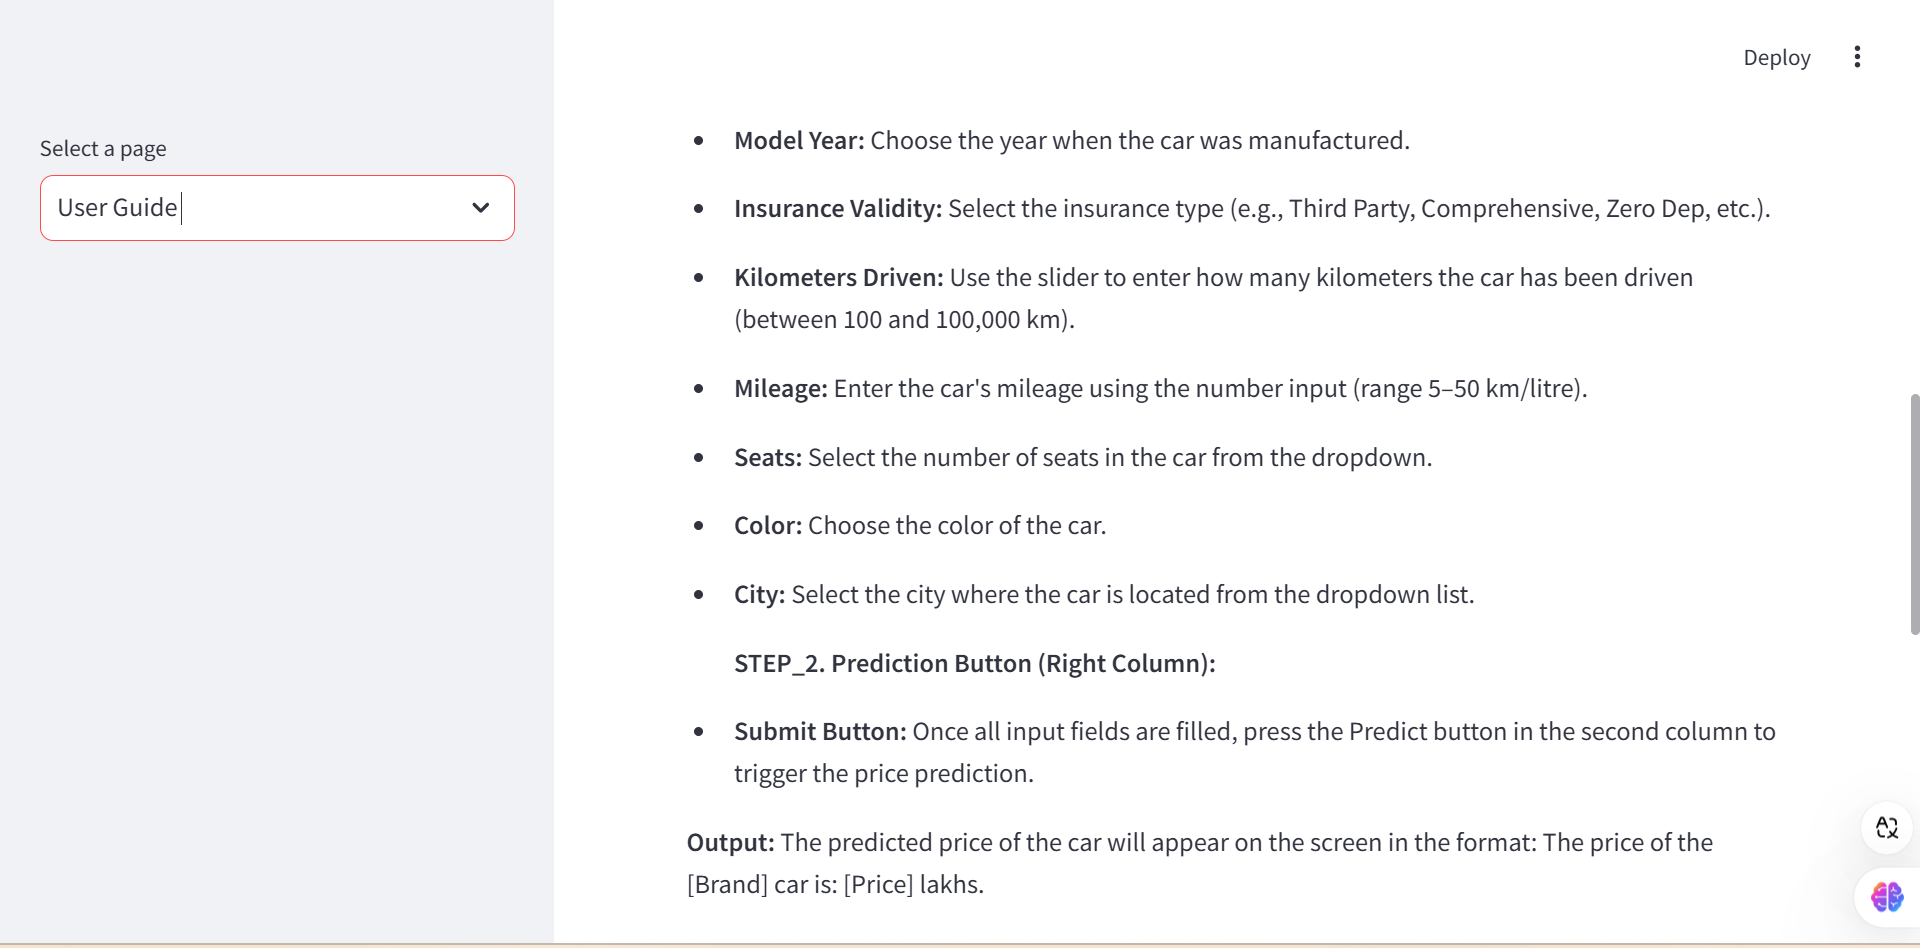 Deploy
Select a page
User Guide
Model Year: Choose the year when the car was manufactured.
Insurance Validity: Select the insurance type (e.g., Third Party, Comprehensive, Zero Dep, etc.).
Kilometers Driven: Use the slider to enter how many kilometers the car has been driven
(between 100 and 100,000 km).
Mileage: Enter the car's mileage using the number input (range 5–50 km/litre).
Seats: Select the number of seats in the car from the dropdown.
Color: Choose the color of the car.
City: Select the city where the car is located from the dropdown list.
STEP_2. Prediction Button (Right Column):
Submit Button: Once all input fields are filled, press the Predict button in the second column to
trigger the price prediction.
Output: The predicted price of the car will appear on the screen in the format: The price of the
[Brand] car is: [Price] lakhs.